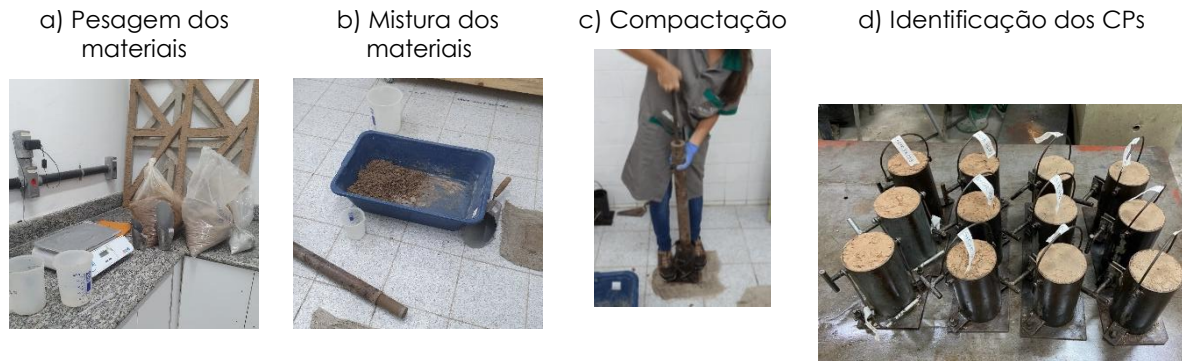 a) Pesagem dos
materiais
b) Mistura dos
materiais
c) Compactação
d) Identificação dos CPs